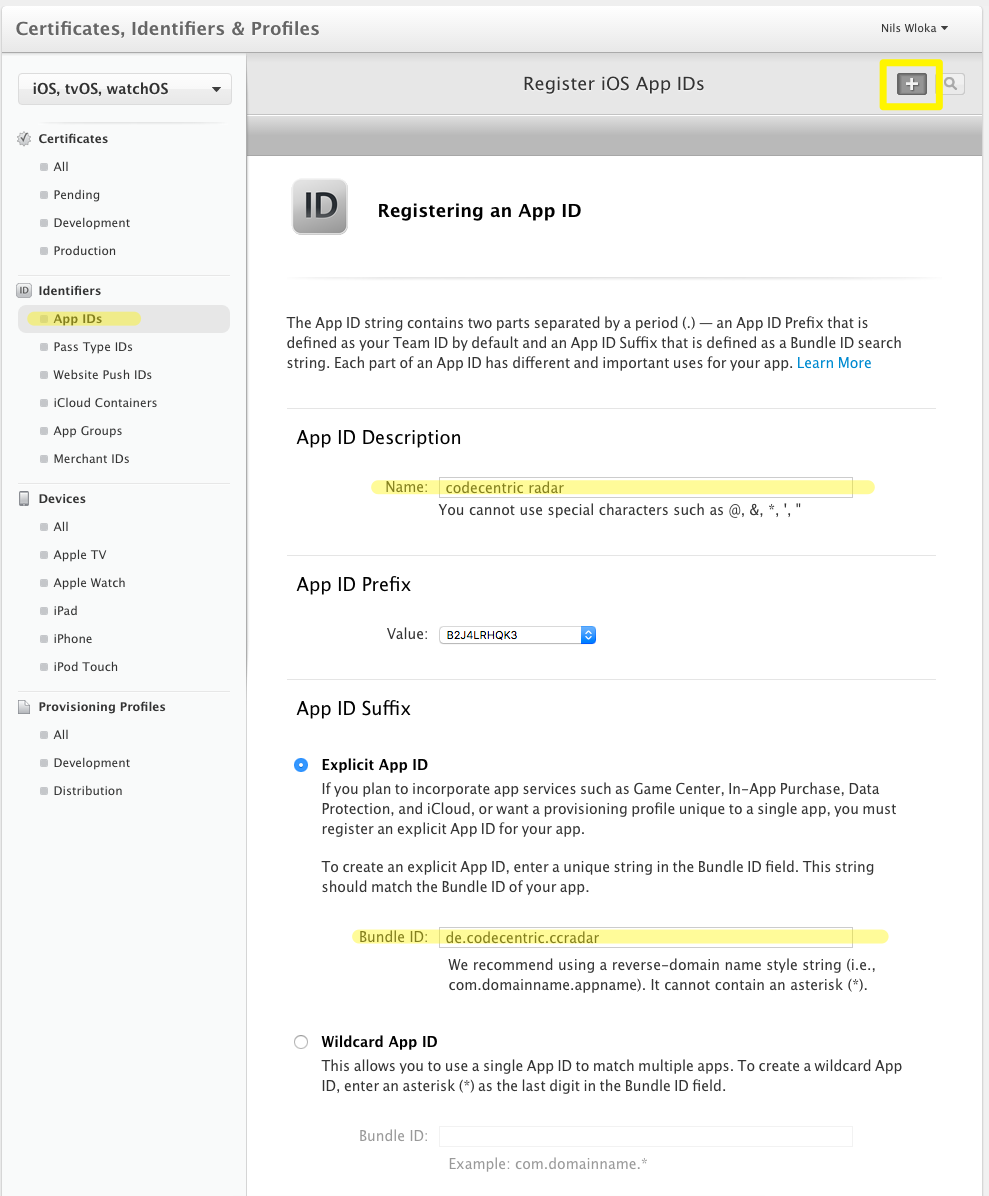 Certificates, Identifiers & Profiles
Nils Wloka
iOS, tvOS, watchOS
Certificates
All
Pending
Development
Production
ID
Identifiers
App IDs
Pass Type IDs
Website Push IDs
iCloud Containers
App Groups
Merchant IDs
Devices
All
Apple TV
Apple Watch
iPad
iPhone
iPod Touch
Provisioning Profiles
All
Development
Distribution
Register iOS App IDs
ID
Registering an App ID
The App ID string contains two parts separated by a period (.) — an App ID Prefix that is
defined as your Team ID by default and an App ID Suffix that is defined as a Bundle ID search
string. Each part of an App ID has different and important uses for your app. Learn More
App ID Description
Name: codecentric radar
You cannot use special characters such as @, &, *, ', "
App ID Prefix
Value: B2J4LRHQK3
App ID Suffix
Explicit App ID
If you plan to incorporate app services such as Game Center, In-App Purchase, Data
Protection, and iCloud, or want a provisioning profile unique to a single app, you must
register an explicit App ID for your app.
To create an explicit App ID, enter a unique string in the Bundle ID field. This string
should match the Bundle ID of your app.
Bundle ID: de.codecentric.ccradar
We recommend using a reverse-domain name style string (i.e.,
com.domainname.appname). It cannot contain an asterisk (*).
Wildcard App ID
This allows you to use a single App ID to match multiple apps. To create a wildcard App
ID, enter an asterisk (*) as the last digit in the Bundle ID field.
Bundle ID:
Example: com.domainname.*